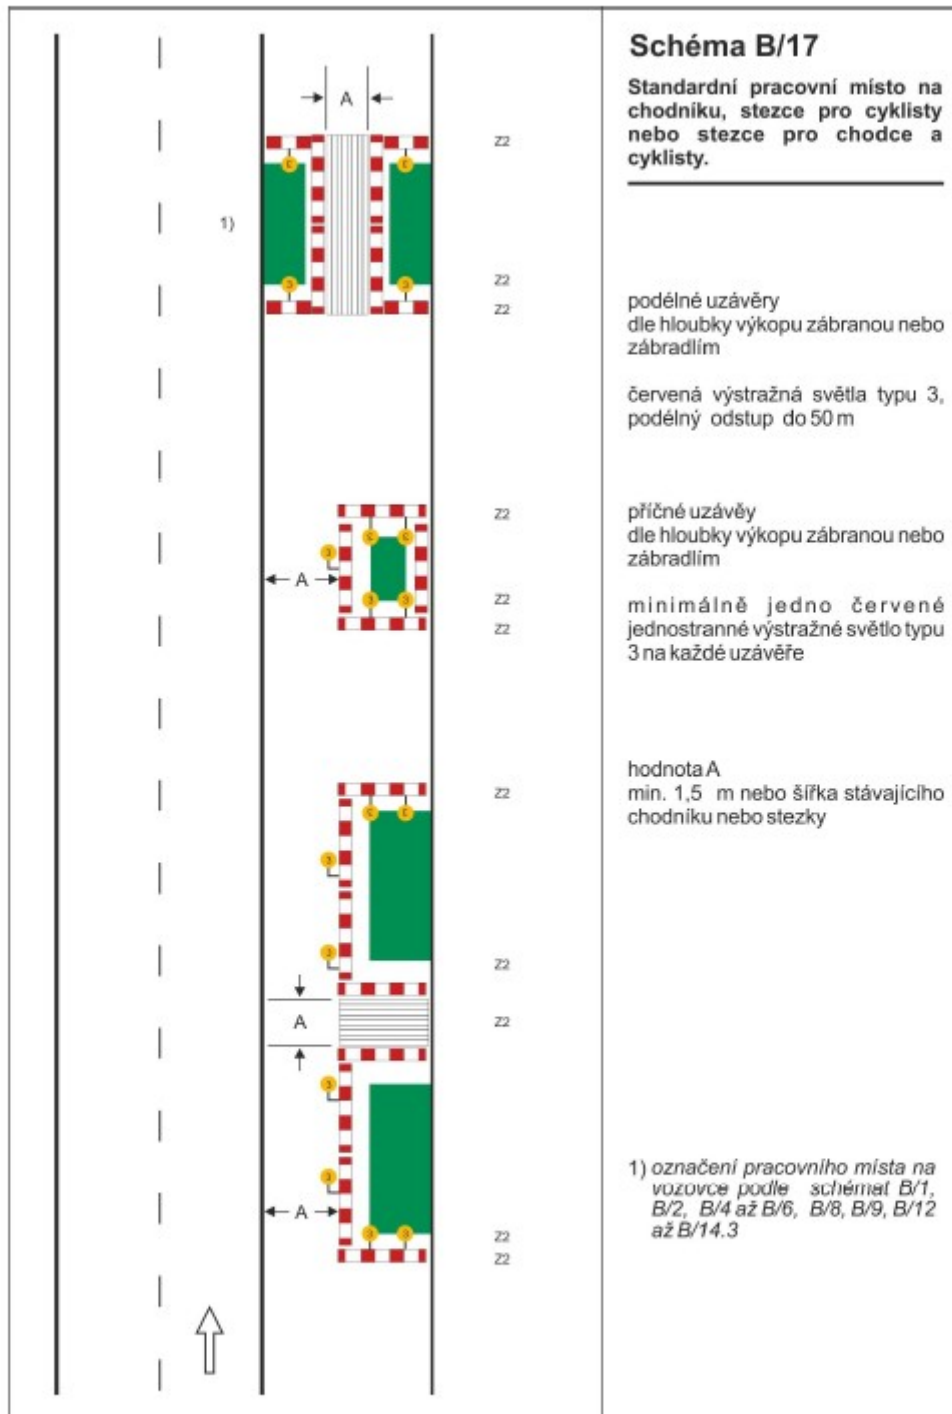 Schéma B/17
Standardní pracovní místo na
chodníku, stezce pro cyklisty
nebo stezce pro chodce a
cyklisty.
A
Z2
1)
Z2
Z2
podélné uzávěry
dle hloubky výkopu zábranou nebo
zábradlím
červená výstražná světla typu 3,
podélný odstup do 50 m
Z2
A
Z2
Z2
příčné uzávěy
dle hloubky výkopu zábranou nebo
zábradlím
minimálně jedno červené
jednostranné výstražné světlo typu
3 na každé uzávěře
Z2
hodnota A
min. 1,5 m nebo šířka stávajícího
chodníku nebo stezky
Z2
A
Z2
A
Z2
Z2
1) označení pracovního místa na
vozovce podle schémat B/1,
B/2, B/4 až B/6, B/8, B/9, B/12
až B/14.3